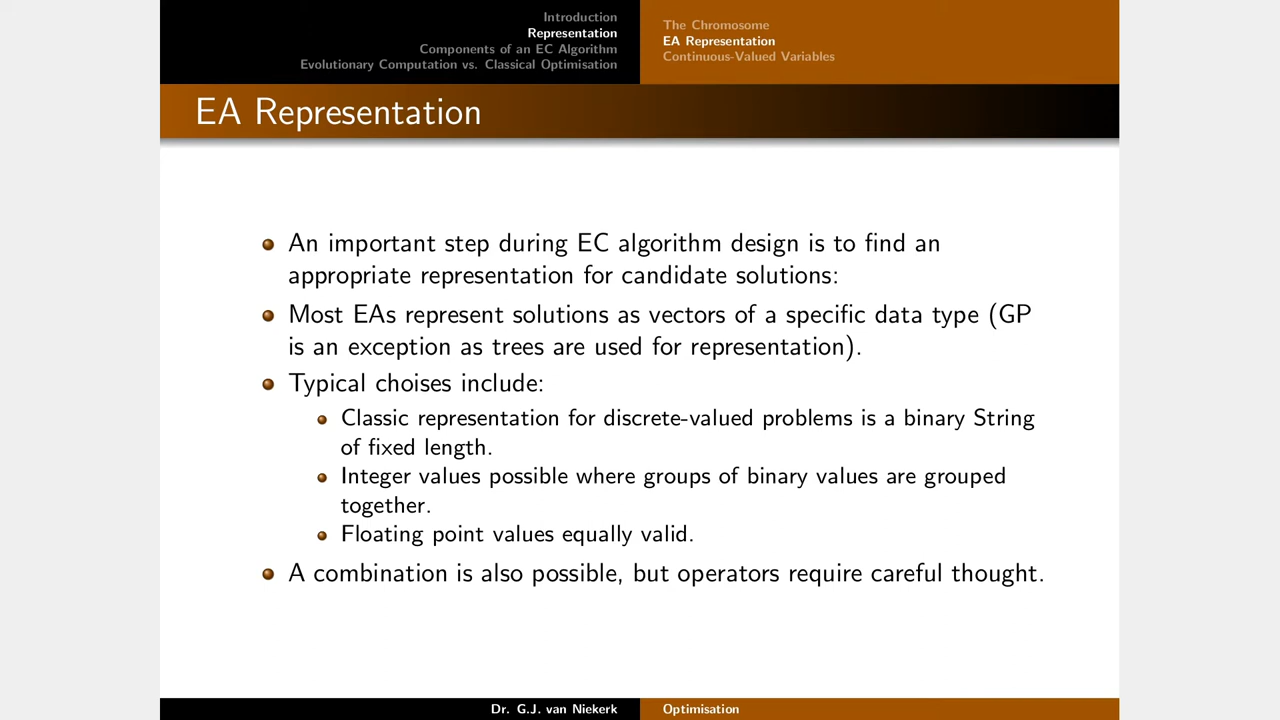 Introduction
Representation
Components of an EC Algorithm
Evolutionary Computation vs. Classical Optimisation
The Chromosome
EA Representation
Continuous-Valued Variables
EA Representation
An important step during EC algorithm design is to find an
appropriate representation for candidate solutions:
Most EAs represent solutions as vectors of a specific data type (GP
is an exception as trees are used for representation).
Typical choises include:
Classic representation for discrete-valued problems is a binary String
of fixed length.
Integer values possible where groups of binary values are grouped
together.
Floating point values equally valid.
A combination is also possible, but operators require careful thought.
Dr. G.J. van Niekerk
Optimisation